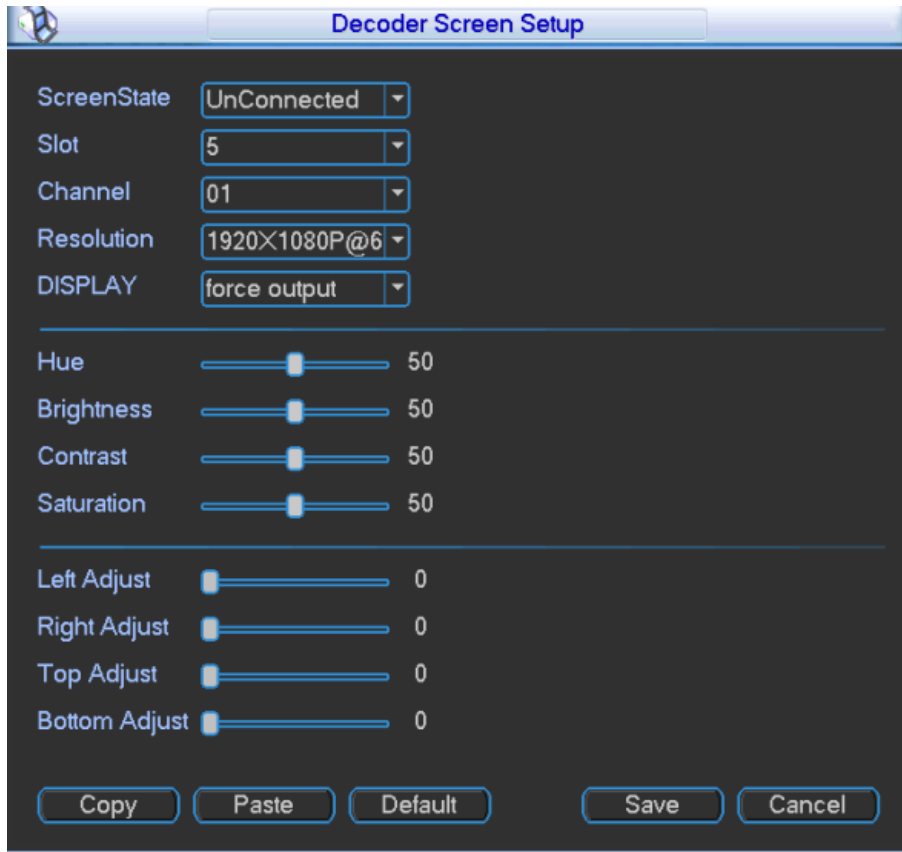 Decoder Screen Setup
ScreenState UnConnected
Slot 5
Channel 01
Resolution 1920×1080P@6
DISPLAY force output
Hue 50
Brightness 50
Contrast 50
Saturation 50
Left Adjust 0
Right Adjust 0
Top Adjust 0
Bottom Adjust 0
Copy Paste Default Save Cancel